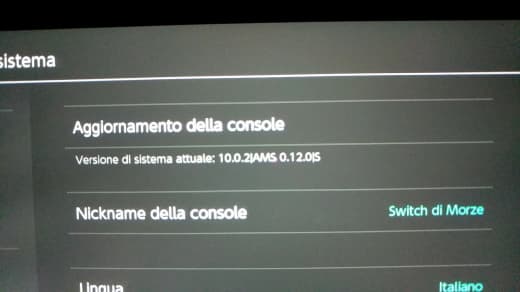 sistema
Aggiornamento della console
Versione di sistema attuale: 10.0.2|AMS 0.12.0|S
Nickname della console Switch di Morze
Lingua Italiano